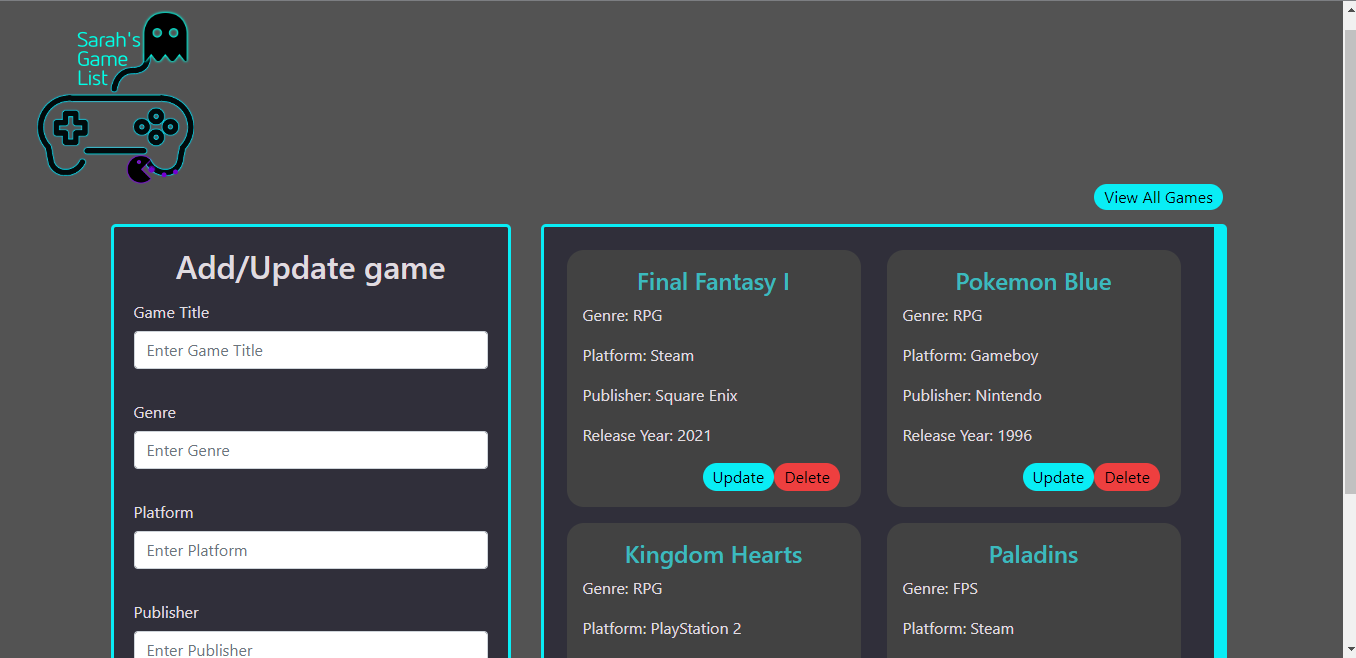 Sarah's
Game
List
View All Games
Add/Update game
Game Title
Enter Game Title
Genre
Enter Genre
Platform
Enter Platform
Publisher
Enter Publisher
Final Fantasy I
Genre: RPG
Platform: Steam
Publisher: Square Enix
Release Year: 2021
Update Delete
Pokemon Blue
Genre: RPG
Platform: Gameboy
Publisher: Nintendo
Release Year: 1996
Update Delete
Kingdom Hearts
Genre: RPG
Platform: PlayStation 2
Paladins
Genre: FPS
Platform: Steam